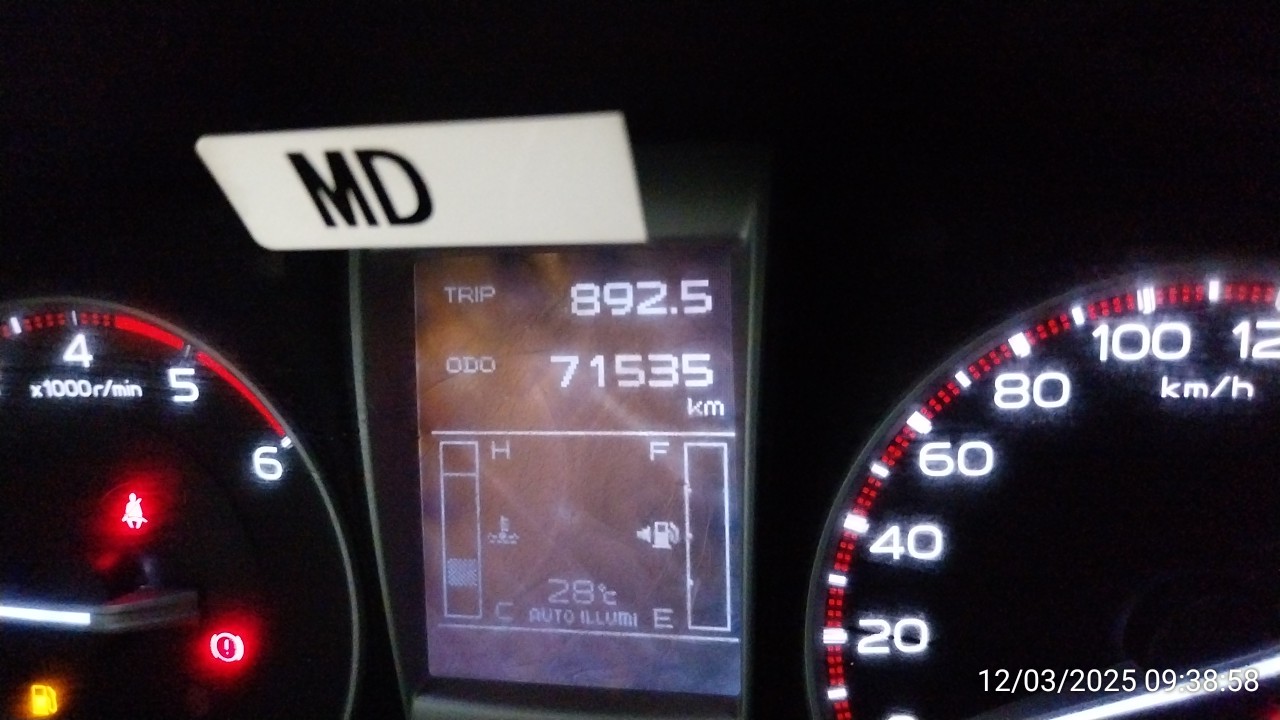 MD
TRIP 892.5
ODO 71535
km
H F
28°c
C AUTO ILLUMI E
4
x1000r/min
5
6
20
40
60
80
100
12
km/h
12/03/2025 09:38:58